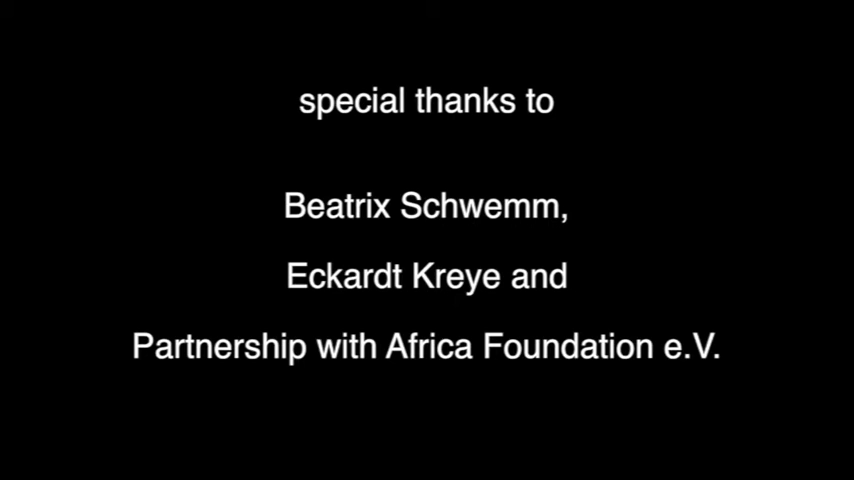 special thanks to
Beatrix Schwemm,
Eckardt Kreye and
Partnership with Africa Foundation e.V.